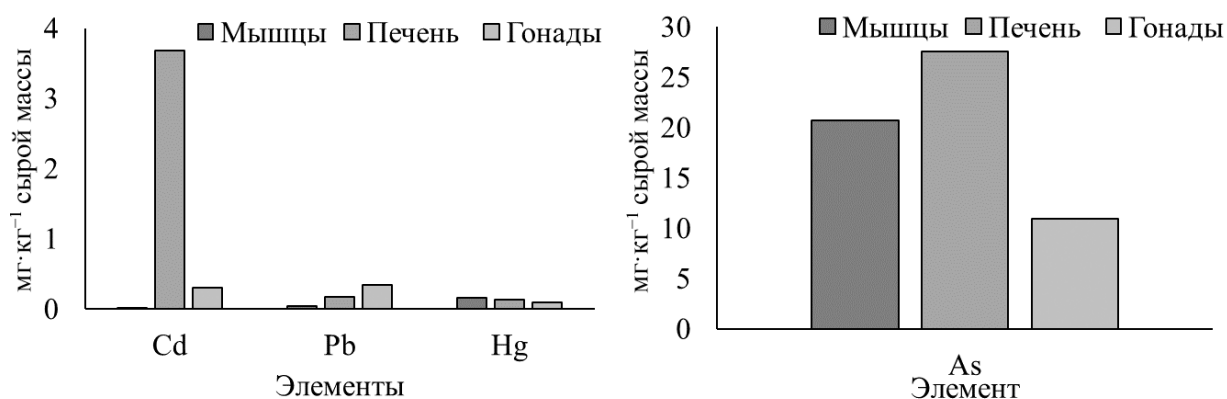 Мышцы Печень Гонады
мг·кг⁻¹ сырой массы
4
3
2
1
0
Cd Pb Hg
Элементы
Мышцы Печень Гонады
мг·кг⁻¹ сырой массы
30
25
20
15
10
5
0
As
Элемент